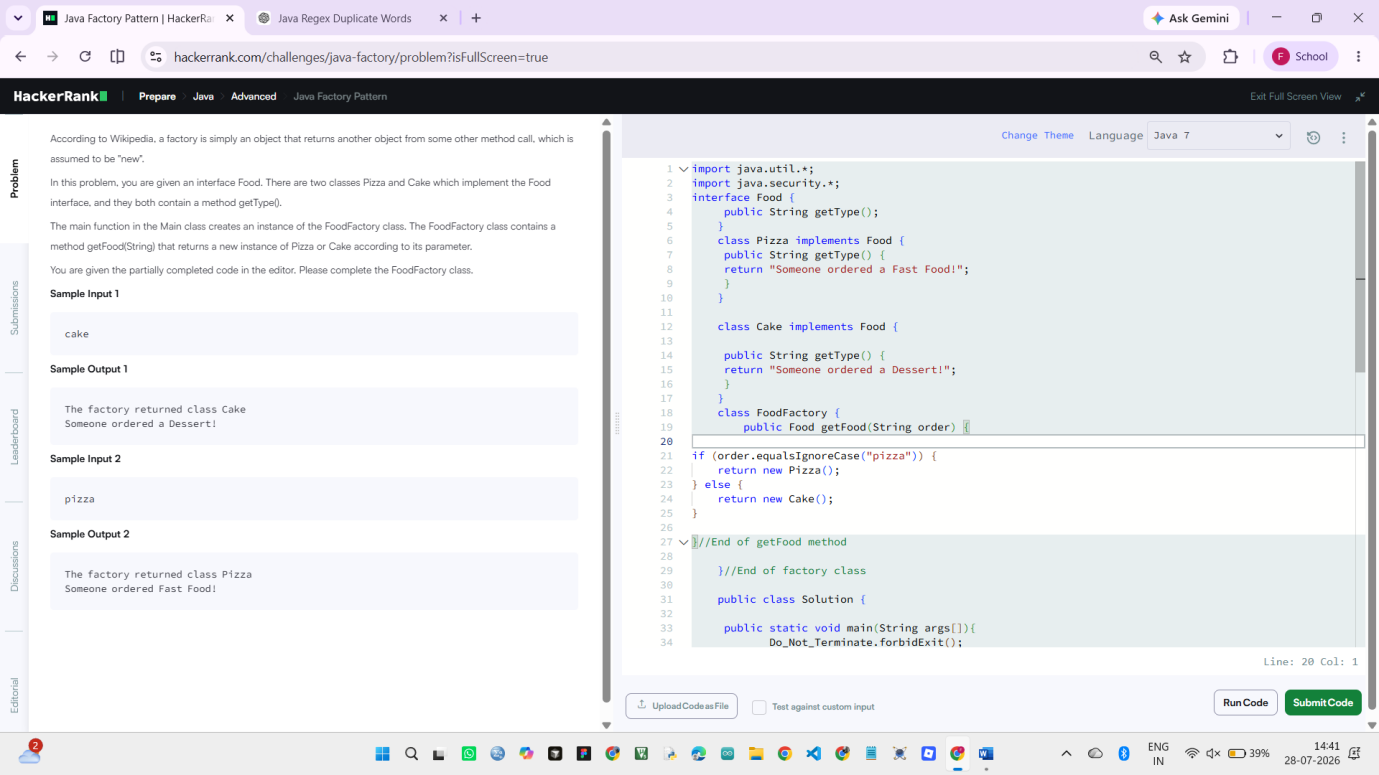 Java Factory Pattern | HackerRan
Java Regex Duplicate Words
Ask Gemini
hackerrank.com/challenges/java-factory/problem?isFullScreen=true
F
School
HackerRank
Prepare
Java
Advanced
Java Factory Pattern
Exit Full Screen View
Problem
Submissions
Leaderboard
Discussions
Editorial
According to Wikipedia, a factory is simply an object that returns another object from some other method call, which is
assumed to be "new".
In this problem, you are given an interface Food. There are two classes Pizza and Cake which implement the Food
interface, and they both contain a method getType().
The main function in the Main class creates an instance of the FoodFactory class. The FoodFactory class contains a
method getFood(String) that returns a new instance of Pizza or Cake according to its parameter.
You are given the partially completed code in the editor. Please complete the FoodFactory class.
Sample Input 1
cake
Sample Output 1
The factory returned class Cake
Someone ordered a Dessert!
Sample Input 2
pizza
Sample Output 2
The factory returned class Pizza
Someone ordered Fast Food!
Change Theme
Language
Java 7
1 import java.util.*;
2 import java.security.*;
3 interface Food {
4 public String getType();
5 }
6 class Pizza implements Food {
7 public String getType() {
8 return "Someone ordered a Fast Food!";
9 }
10 }
11
12 class Cake implements Food {
13
14 public String getType() {
15 return "Someone ordered a Dessert!";
16 }
17 }
18 class FoodFactory {
19 public Food getFood(String order) {
20
21 if (order.equalsIgnoreCase("pizza")) {
22 return new Pizza();
23 } else {
24 return new Cake();
25 }
26
27 }//End of getFood method
28
29 }//End of factory class
30
31 public class Solution {
32
33 public static void main(String args[]){
34 Do_Not_Terminate.forbidExit();
Line: 20 Col: 1
Upload Code as File
Test against custom input
Run Code
Submit Code
2
ENG
IN
39%
14:41
28-07-2026